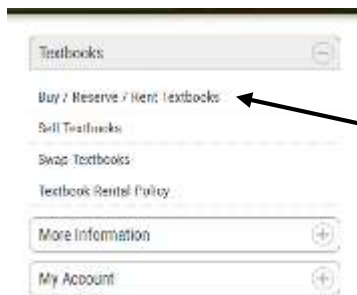 Textbooks
Buy / Reserve / Rent Textbooks
Sell Textbooks
Swap Textbooks
Textbook Rental Policy
More Information
My Account